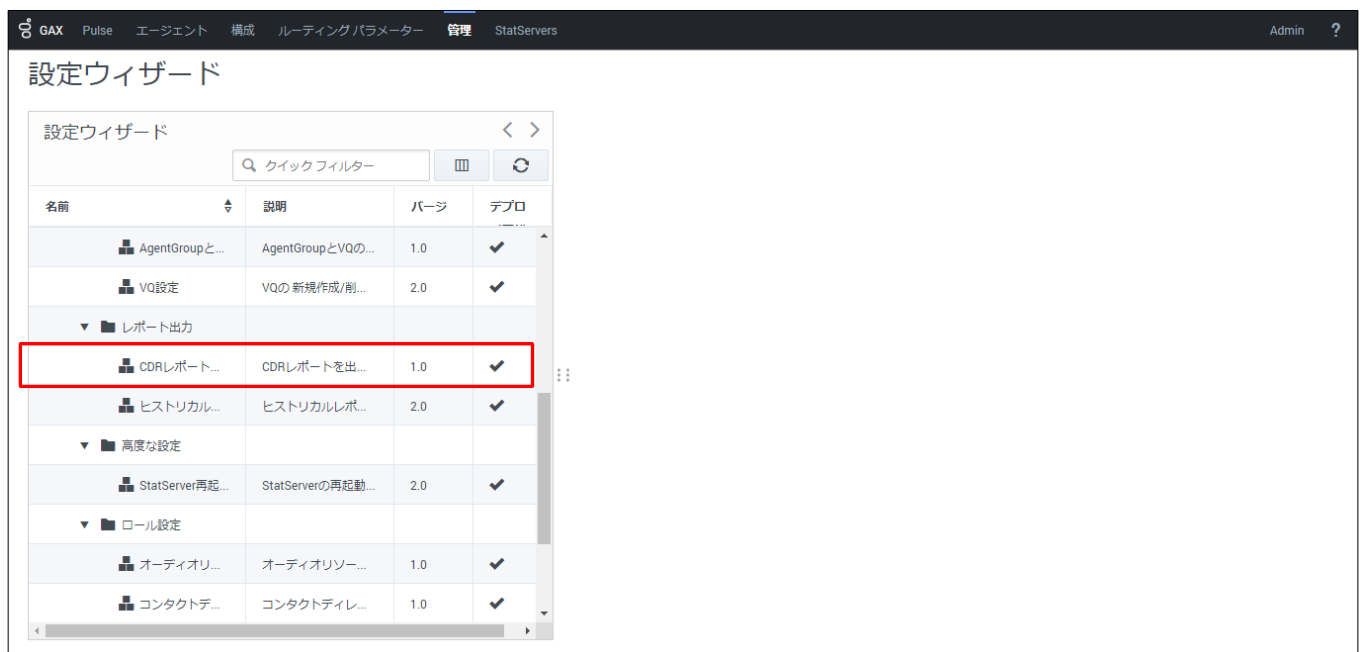 GAX Pulse エージェント 構成 ルーティング パラメーター 管理 StatServers Admin ?
設定ウィザード
設定ウィザード
クイック フィルター
名前 説明 バージ デプロ
AgentGroupと... AgentGroupとVQの... 1.0
VQ設定 VQの 新規作成/削... 2.0
レポート出力
CDRレポート... CDRレポートを出... 1.0
ヒストリカル... ヒストリカルレポ... 2.0
高度な設定
StatServer再起... StatServerの再起動... 2.0
ロール設定
オーディオリ... オーディオリソー... 1.0
コンタクトデ... コンタクトディレ... 1.0